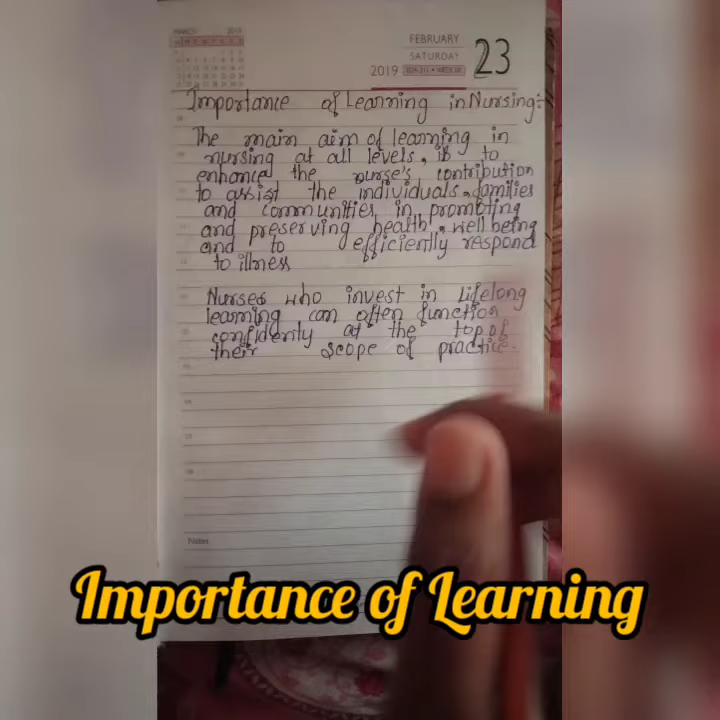 MARCH 2019
FEBRUARY
SATURDAY
2019
23
Importance of Learning in Nursing:-
The main aim of learning in
nursing at all levels, is to
enhance the nurse's contribution
to assist the individuals, families
and communities in promoting
and preserving health, well being
and to efficiently respond
to illness
Nurses who invest in Lifelong
learning can often function
confidently at the top of
their scope of practice.
Notes
Importance of Learning